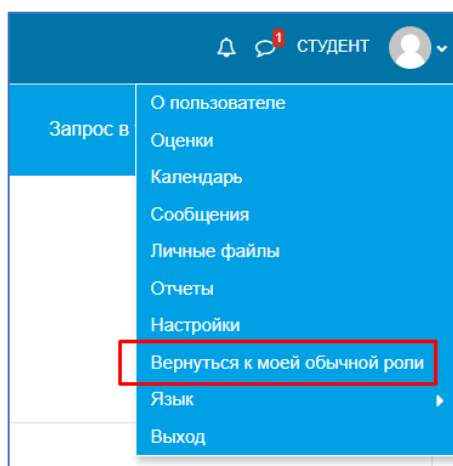 1
СТУДЕНТ
О пользователе
Запрос в
Оценки
Календарь
Сообщения
Личные файлы
Отчеты
Настройки
Вернуться к моей обычной роли
Язык
Выход